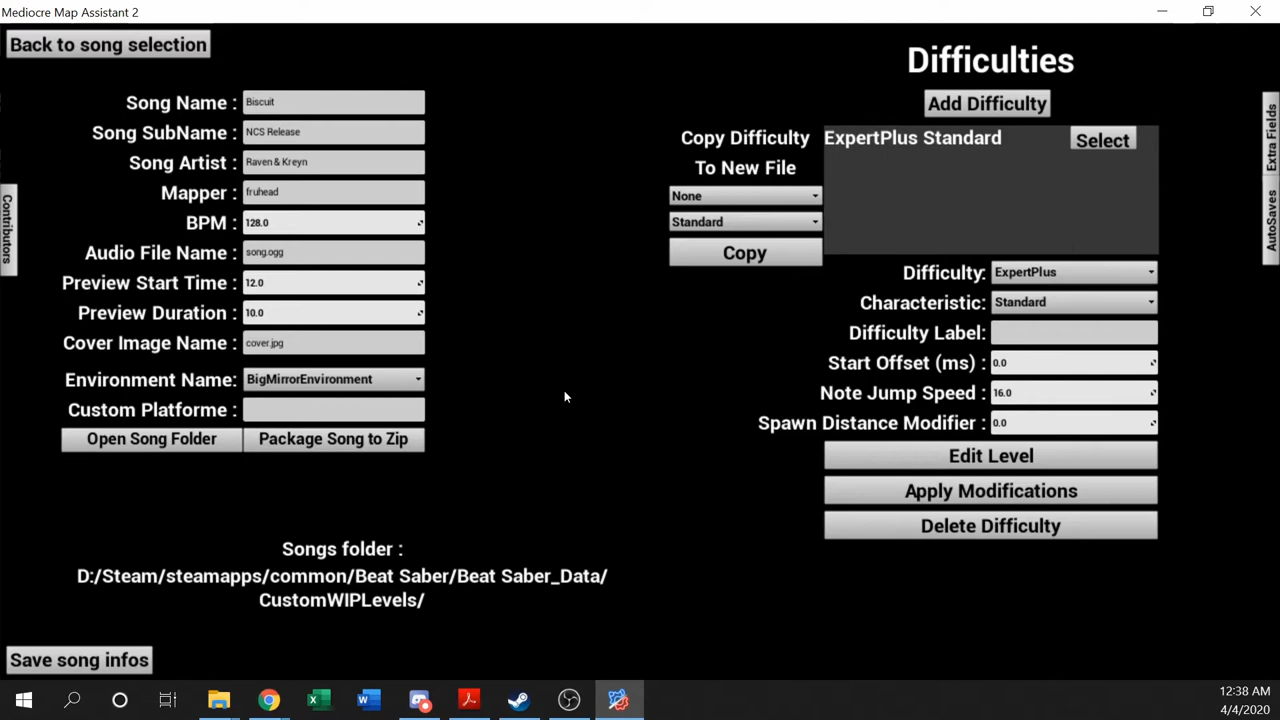 Mediocre Map Assistant 2
Back to song selection
Song Name : Biscuit
Song SubName : NCS Release
Song Artist : Raven & Kreyn
Mapper : fruhead
BPM : 128.0
Audio File Name : song.ogg
Preview Start Time : 12.0
Preview Duration : 10.0
Cover Image Name : cover.jpg
Environment Name: BigMirrorEnvironment
Custom Platforme :
Open Song Folder
Package Song to Zip
Songs folder :
D:/Steam/steamapps/common/Beat Saber/Beat Saber_Data/
CustomWIPLevels/
Save song infos
Contributors
Difficulties
Add Difficulty
Copy Difficulty
To New File
None
Standard
Copy
ExpertPlus Standard
Select
Difficulty: ExpertPlus
Characteristic: Standard
Difficulty Label:
Start Offset (ms) : 0.0
Note Jump Speed : 16.0
Spawn Distance Modifier : 0.0
Edit Level
Apply Modifications
Delete Difficulty
Extra Fields
AutoSaves
12:38 AM
4/4/2020